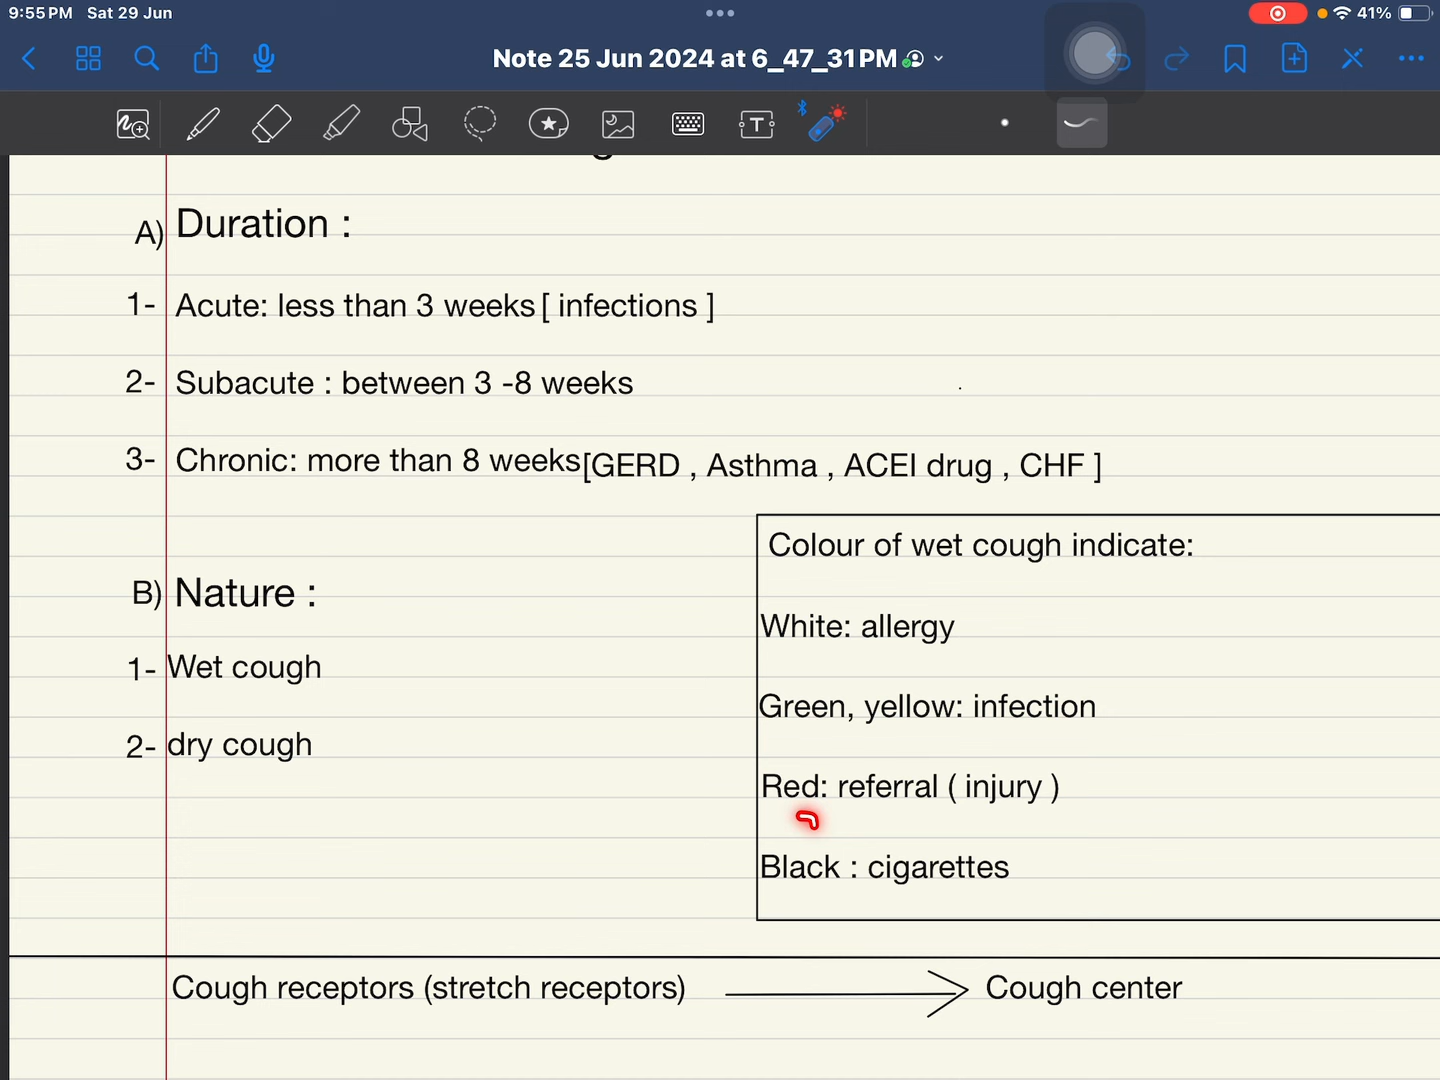 9:55 PM Sat 29 Jun
41%
Note 25 Jun 2024 at 6_47_31 PM
A) Duration :
1- Acute: less than 3 weeks [ infections ]
2- Subacute : between 3 -8 weeks
3- Chronic: more than 8 weeks[GERD , Asthma , ACEI drug , CHF ]
B) Nature :
1- Wet cough
2- dry cough
Colour of wet cough indicate:
White: allergy
Green, yellow: infection
Red: referral ( injury )
Black : cigarettes
Cough receptors (stretch receptors) Cough center